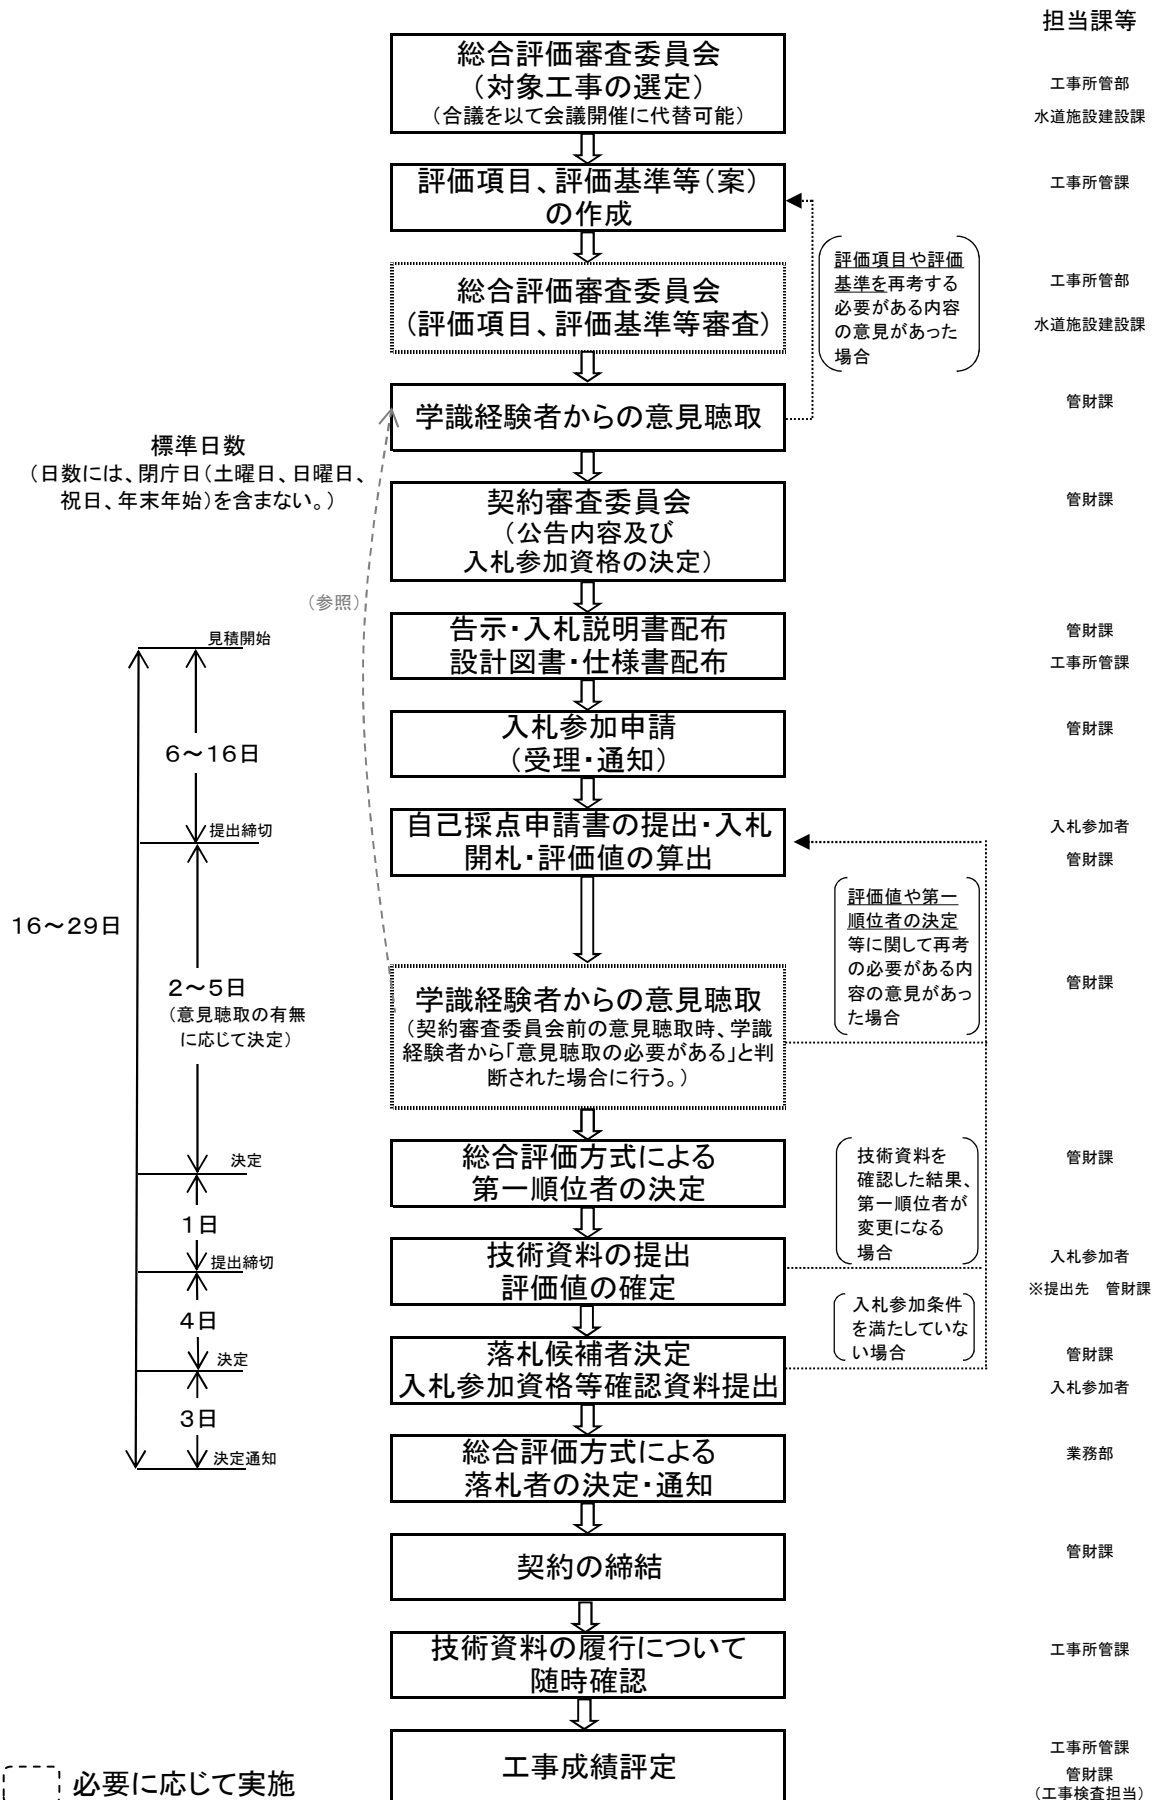 担当課等
総合評価審査委員会
（対象工事の選定）
（合議を以て会議開催に代替可能）
工事所管部
水道施設建設課
評価項目、評価基準等（案）
の作成
工事所管課
評価項目や評価
基準を再考する
必要がある内容
の意見があった
場合
総合評価審査委員会
（評価項目、評価基準等審査）
工事所管部
水道施設建設課
学識経験者からの意見聴取
管財課
標準日数
（日数には、閉庁日（土曜日、日曜日、
祝日、年末年始）を含まない。）
契約審査委員会
（公告内容及び
入札参加資格の決定）
管財課
（参照）
告示・入札説明書配布
設計図書・仕様書配布
管財課
工事所管課
見積開始
6～16日
入札参加申請
（受理・通知）
管財課
提出締切
自己採点申請書の提出・入札
開札・評価値の算出
入札参加者
管財課
16～29日
評価値や第一
順位者の決定
等に関して再考
の必要がある内
容の意見があっ
た場合
2～5日
（意見聴取の有無
に応じて決定）
学識経験者からの意見聴取
（契約審査委員会前の意見聴取時、学識
経験者から「意見聴取の必要がある」と判
断された場合に行う。）
管財課
決定
総合評価方式による
第一順位者の決定
技術資料を
確認した結果、
第一順位者が
変更になる
場合
管財課
1日
提出締切
技術資料の提出
評価値の確定
入札参加者
※提出先　管財課
4日
入札参加条件
を満たしていな
い場合
決定
落札候補者決定
入札参加資格等確認資料提出
管財課
入札参加者
3日
決定通知
総合評価方式による
落札者の決定・通知
業務部
契約の締結
管財課
技術資料の履行について
随時確認
工事所管課
工事成績評定
工事所管課
管財課
（工事検査担当）
必要に応じて実施